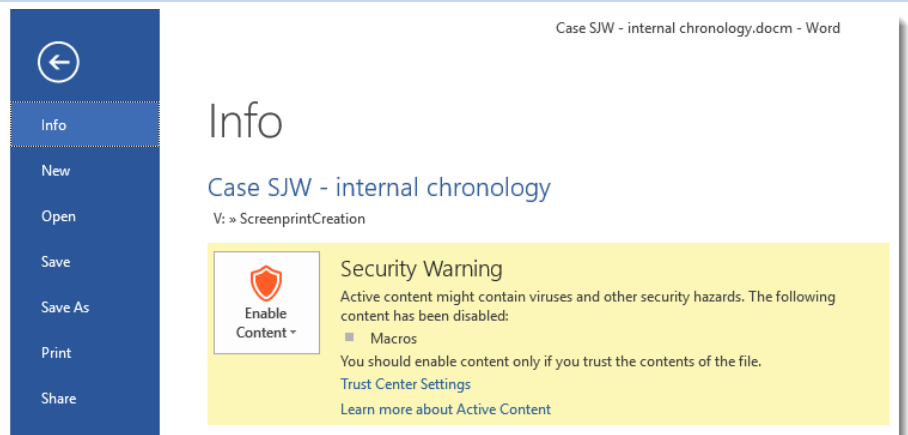 Case SJW - internal chronology.docm - Word
Info
Info
New
Case SJW - internal chronology
Open
V: » ScreenprintCreation
Save
Security Warning
Active content might contain viruses and other security hazards. The following
content has been disabled:
Enable
Content
Save As
Macros
Print
You should enable content only if you trust the contents of the file.
Trust Center Settings
Share
Learn more about Active Content